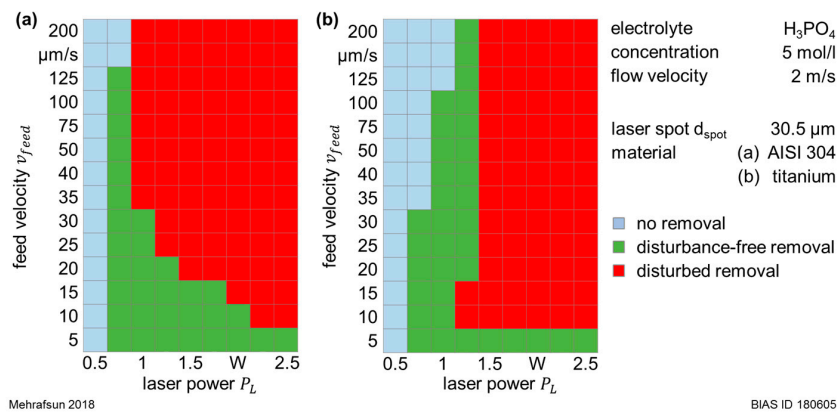 (a)
200
μm/s
125
100
75
50
40
35
30
25
20
15
10
5
feed velocity v_feed
0.5 1 1.5 W 2.5
laser power P_L
(b)
200
μm/s
125
100
75
50
40
35
30
25
20
15
10
5
feed velocity v_feed
0.5 1 1.5 W 2.5
laser power P_L
electrolyte H₃PO₄
concentration 5 mol/l
flow velocity 2 m/s
laser spot d_spot 30.5 μm
material (a) AISI 304
(b) titanium
no removal
disturbance-free removal
disturbed removal
Mehrafsun 2018
BIAS ID 180605